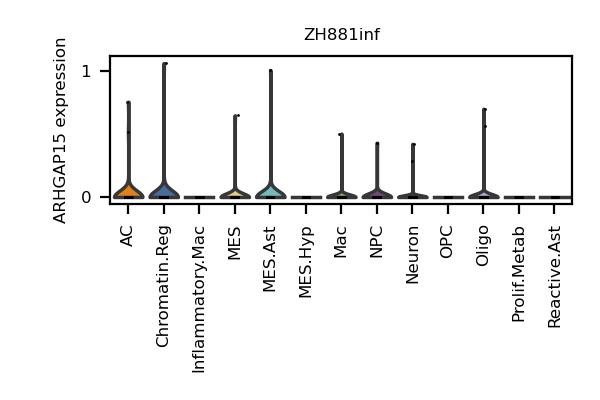 ZH881inf
ARHGAP15 expression
1
0
AC
Chromatin.Reg
Inflammatory.Mac
MES
MES.Ast
MES.Hyp
Mac
NPC
Neuron
OPC
Oligo
Prolif.Metab
Reactive.Ast